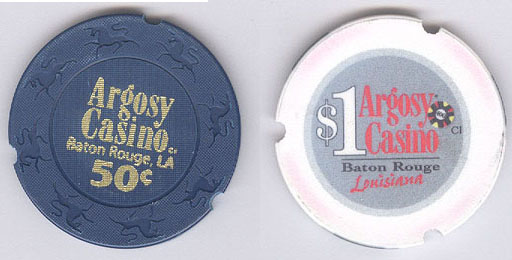 Argosy
Casino
Baton Rouge, LA
50¢
$1 Argosy
Casino
CI
Baton Rouge
Louisiana